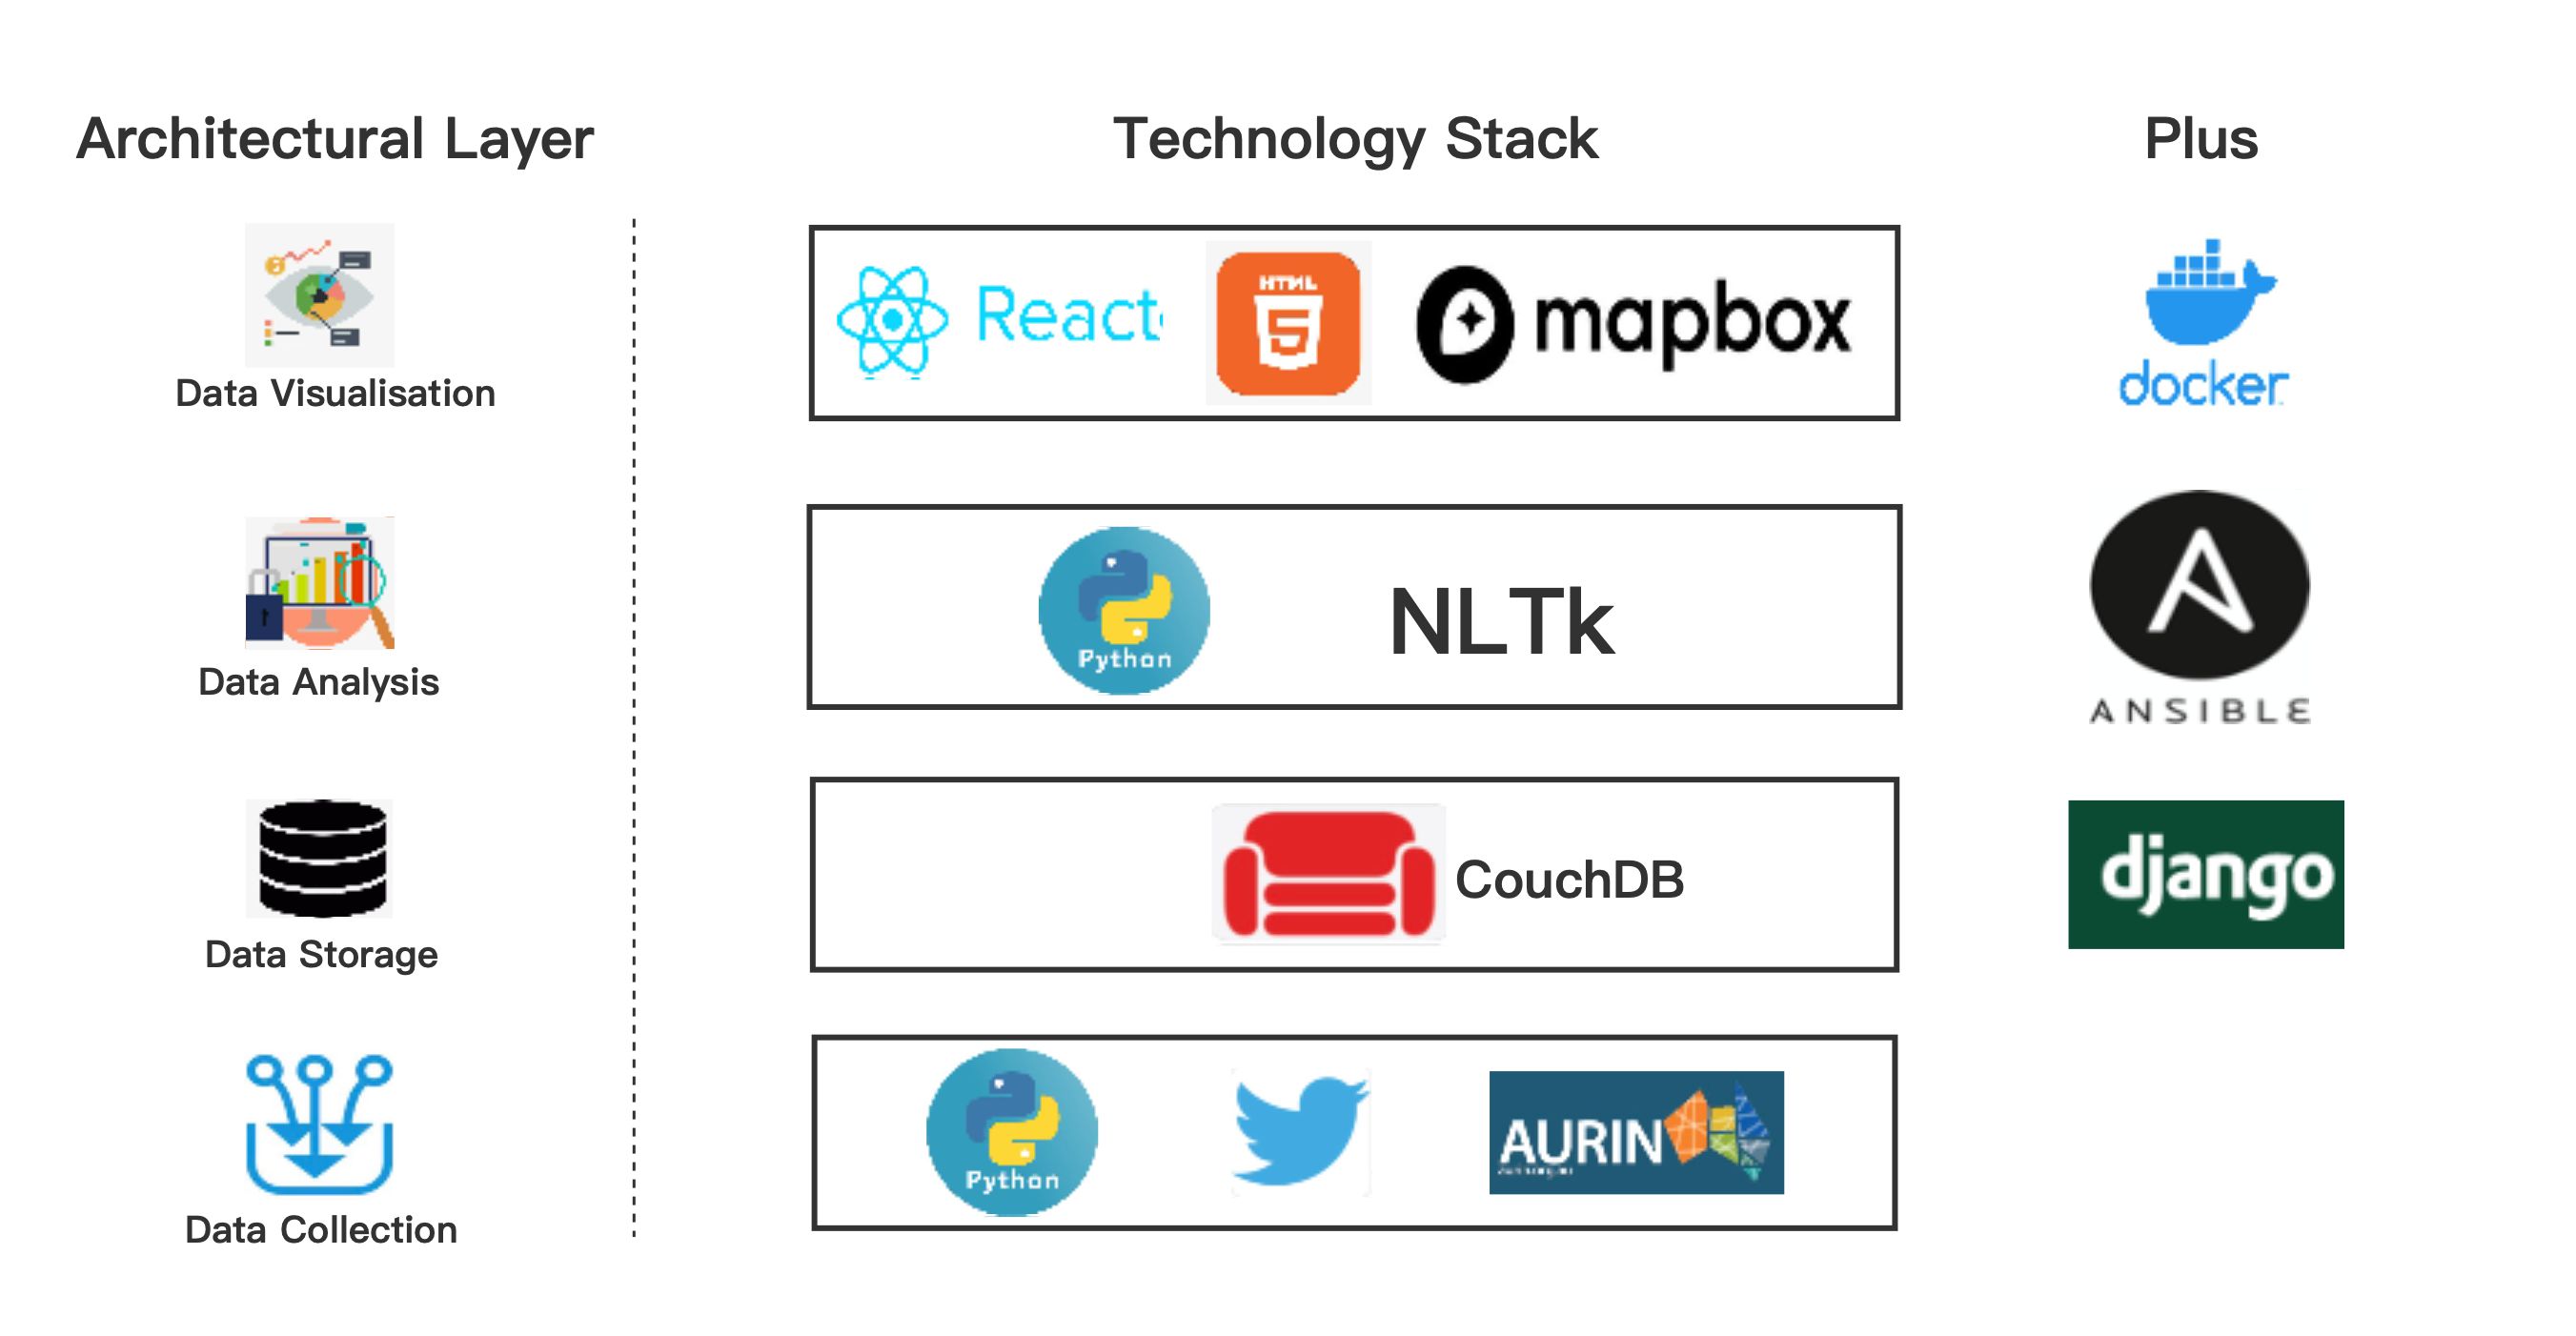 Architectural Layer
Technology Stack
Plus
Data Visualisation
React
HTML
5
mapbox
docker
Data Analysis
Python
NLTk
ANSIBLE
Data Storage
CouchDB
django
Data Collection
Python
AURIN